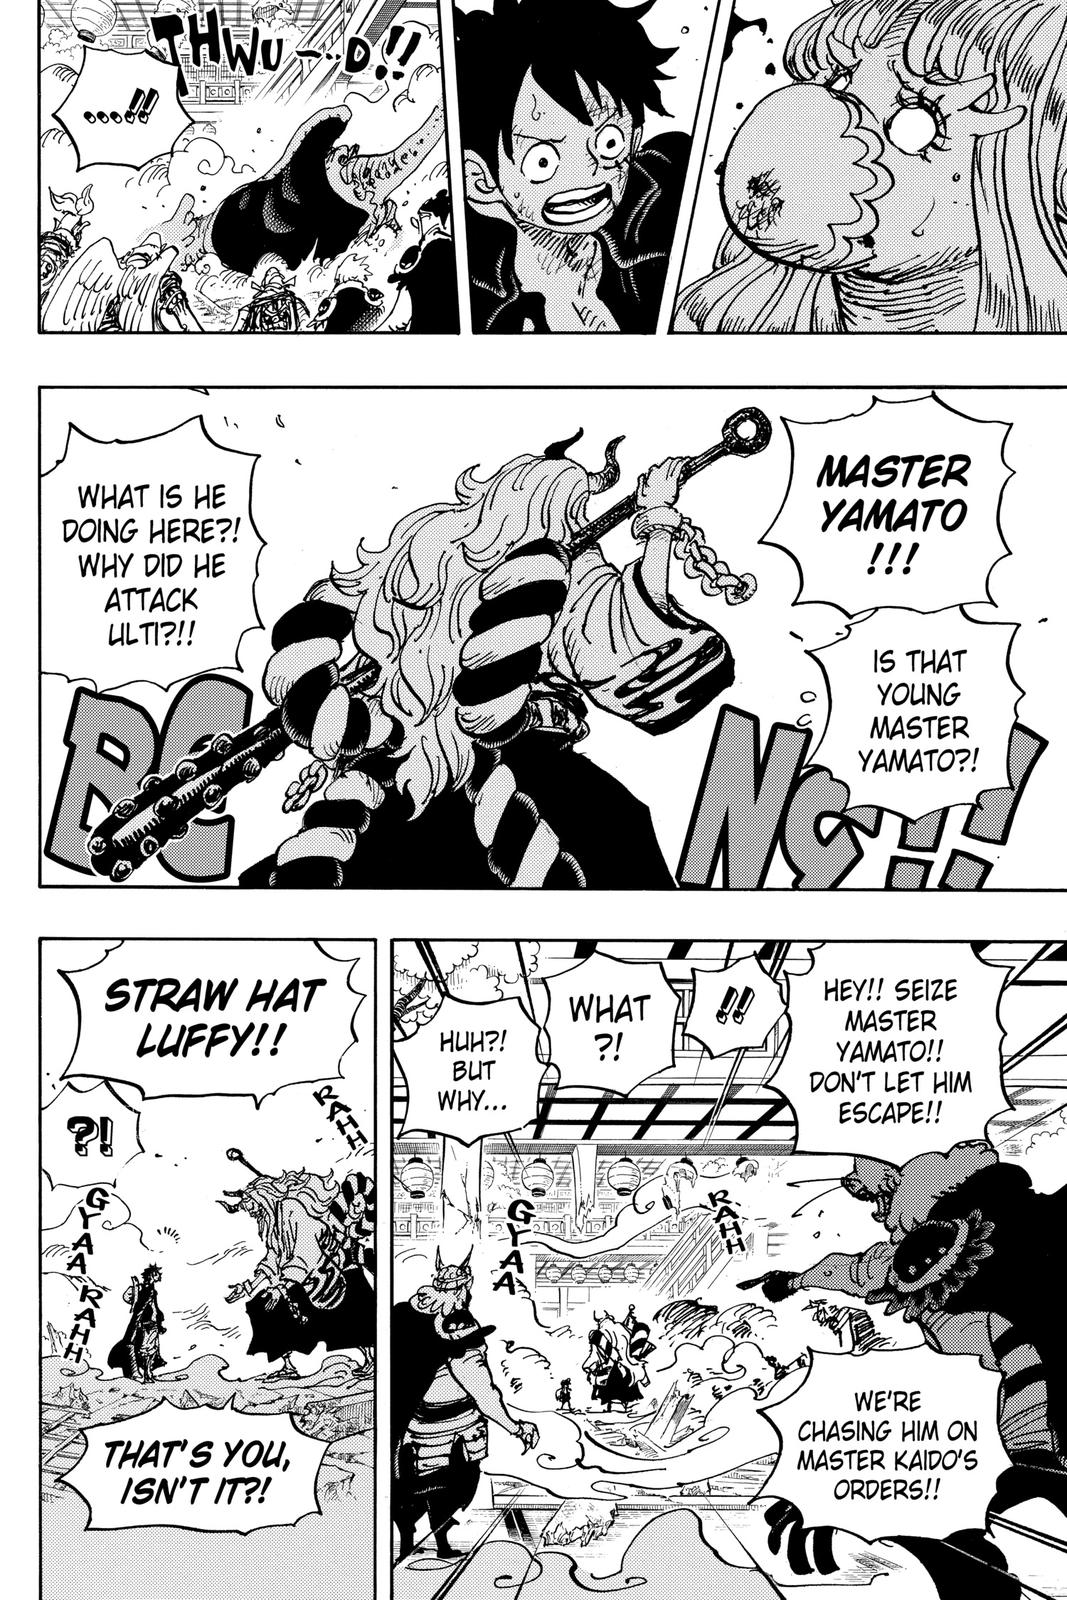 THWU---D!!
...!!
MASTER
YAMATO
!!!
IS THAT
YOUNG
MASTER
YAMATO?!
WHAT IS HE
DOING HERE?!
WHY DID HE
ATTACK
ULTI?!!
BOONG!!
HEY!! SEIZE
MASTER
YAMATO!!
DON'T LET HIM
ESCAPE!!
!!
WHAT
?!
HUH?!
BUT
WHY...
RAHH
GYAA
WE'RE
CHASING HIM ON
MASTER KAIDO'S
ORDERS!!
STRAW HAT
LUFFY!!
?!
RAHH
GYAA RAHH
THAT'S YOU,
ISN'T IT?!